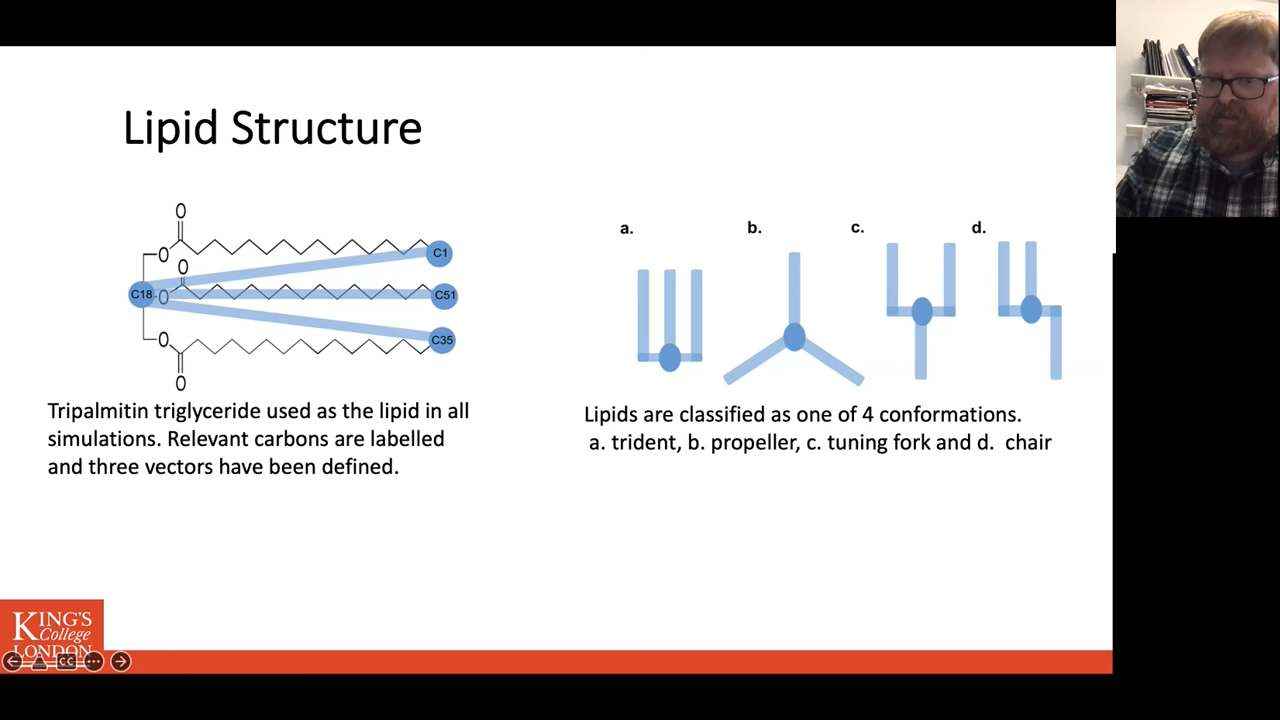 Lipid Structure
O
O
C1
O
C18
O
C51
O
C35
O
a.
b.
c.
d.
Tripalmitin triglyceride used as the lipid in all
simulations. Relevant carbons are labelled
and three vectors have been defined.
Lipids are classified as one of 4 conformations.
a. trident, b. propeller, c. tuning fork and d. chair
KING'S
College
LONDON
CC